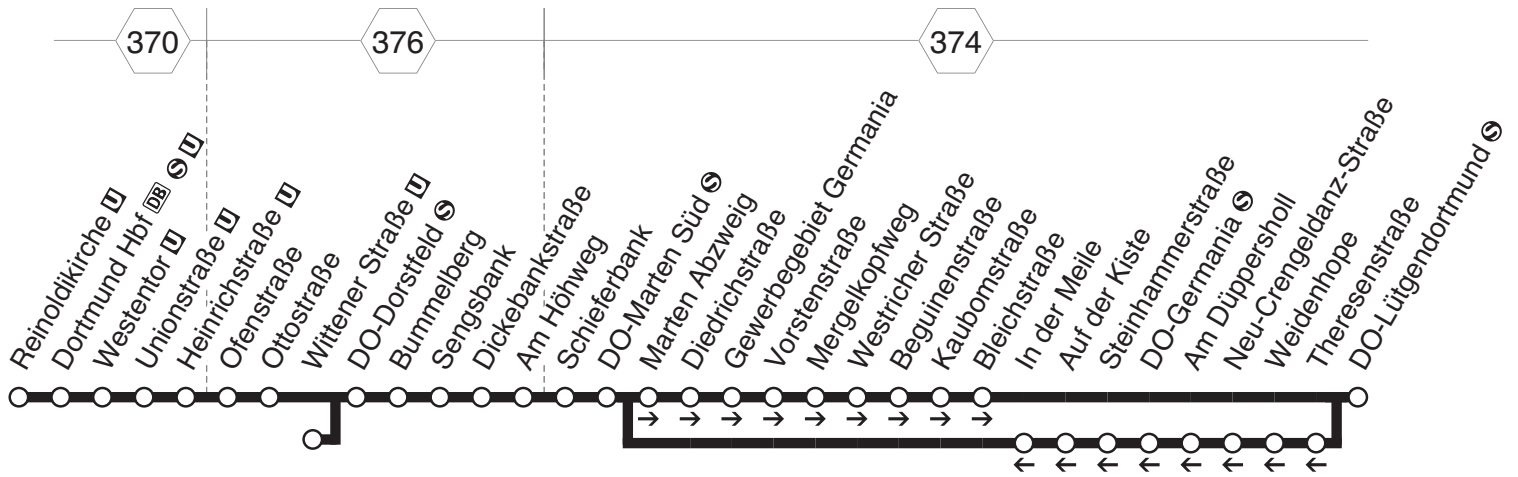 370
376
374
Reinoldikirche U
Dortmund Hbf DB S U
Westentor U
Unionstraße U
Heinrichstraße U
Ofenstraße
Ottostraße
Wittener Straße U
DO-Dorstfeld S
Bummelberg
Sengsbank
Dickebankstraße
Am Höhweg
Schieferbank
DO-Marten Süd S
Marten Abzweig
Diedrichstraße
Gewerbegebiet Germania
Vorstenstraße
Mergelkopfweg
Westricher Straße
Beguinenstraße
Kaubomstraße
Bleichstraße
In der Meile
Auf der Kiste
Steinhammerstraße
DO-Germania S
Am Düppersholl
Neu-Crengeldanz-Straße
Weidenhope
Theresenstraße
DO-Lütgendortmund S